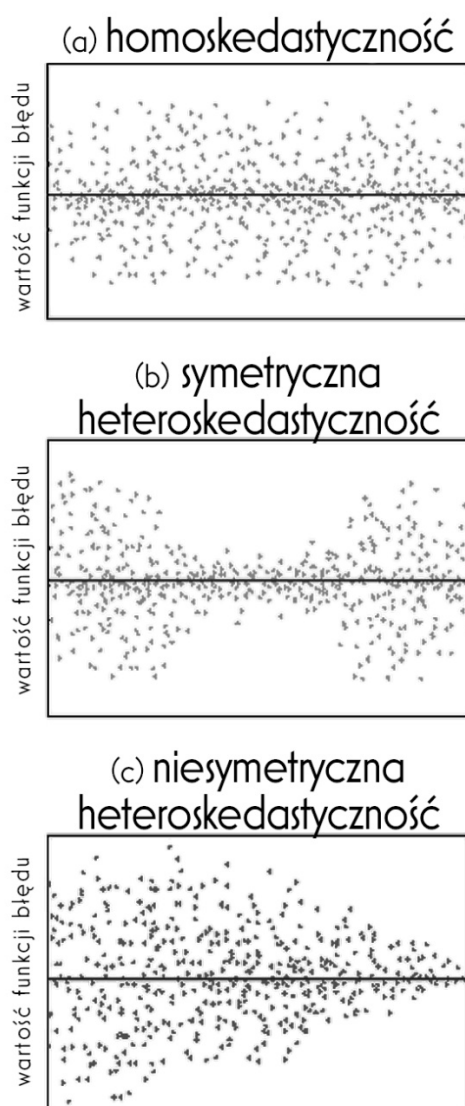 (a) homoskedastyczność
wartość funkcji błędu
(b) symetryczna
heteroskedastyczność
wartość funkcji błędu
(c) niesymetryczna
heteroskedastyczność
wartość funkcji błędu